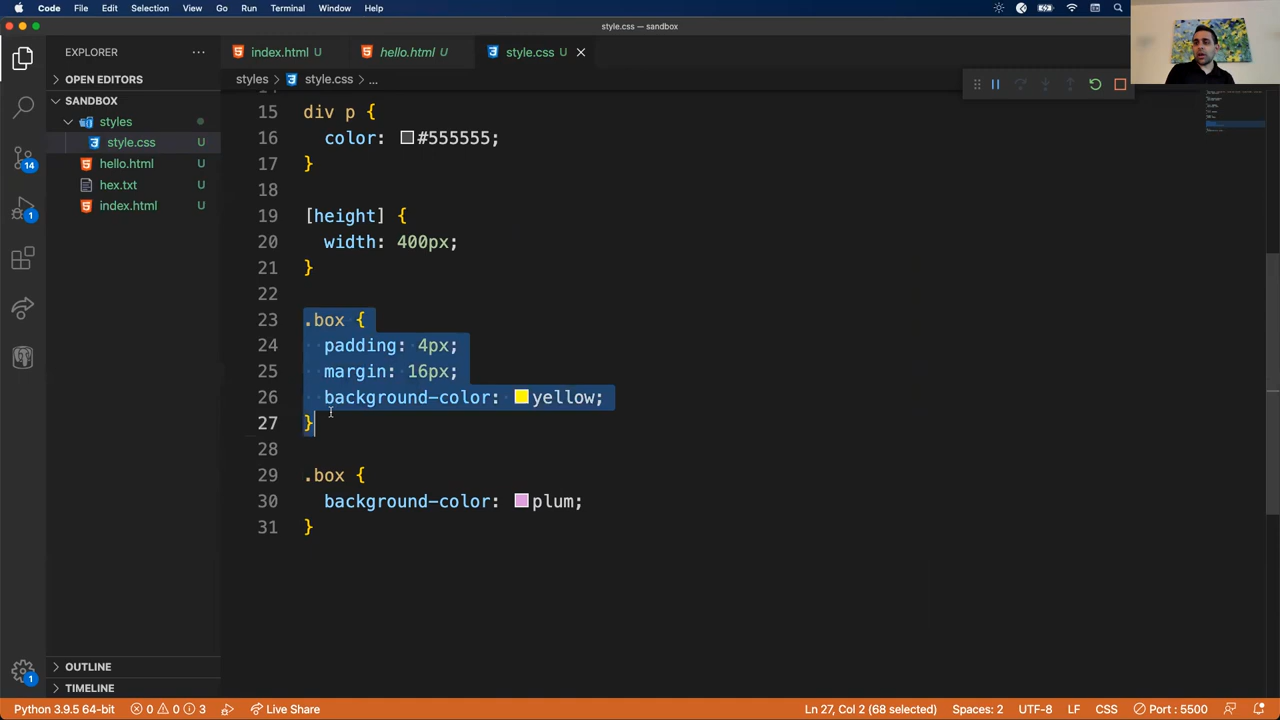 Code File Edit Selection View Go Run Terminal Window Help
style.css — sandbox
EXPLORER
index.html U
hello.html U
style.css U
OPEN EDITORS
styles > style.css > ...
SANDBOX
styles
style.css U
hello.html U
hex.txt U
index.html U
14
1
15 div p {
16 color: #555555;
17 }
18
19 [height] {
20 width: 400px;
21 }
22
23 .box {
24 padding: 4px;
25 margin: 16px;
26 background-color: yellow;
27 }
28
29 .box {
30 background-color: plum;
31 }
OUTLINE
TIMELINE
1
Python 3.9.5 64-bit 0 0 3 Live Share Ln 27, Col 2 (68 selected) Spaces: 2 UTF-8 LF CSS Port : 5500